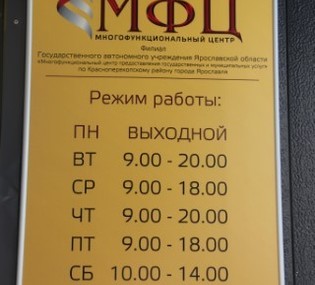 МФЦ
МНОГОФУНКЦИОНАЛЬНЫЙ ЦЕНТР
Филиал
Государственного автономного учреждения Ярославской области
«Многофункциональный центр предоставления государственных и муниципальных услуг»
по Красноперекопскому району города Ярославля
Режим работы:
ПН ВЫХОДНОЙ
ВТ 9.00 - 20.00
СР 9.00 - 18.00
ЧТ 9.00 - 20.00
ПТ 9.00 - 18.00
СБ 10.00 - 14.00